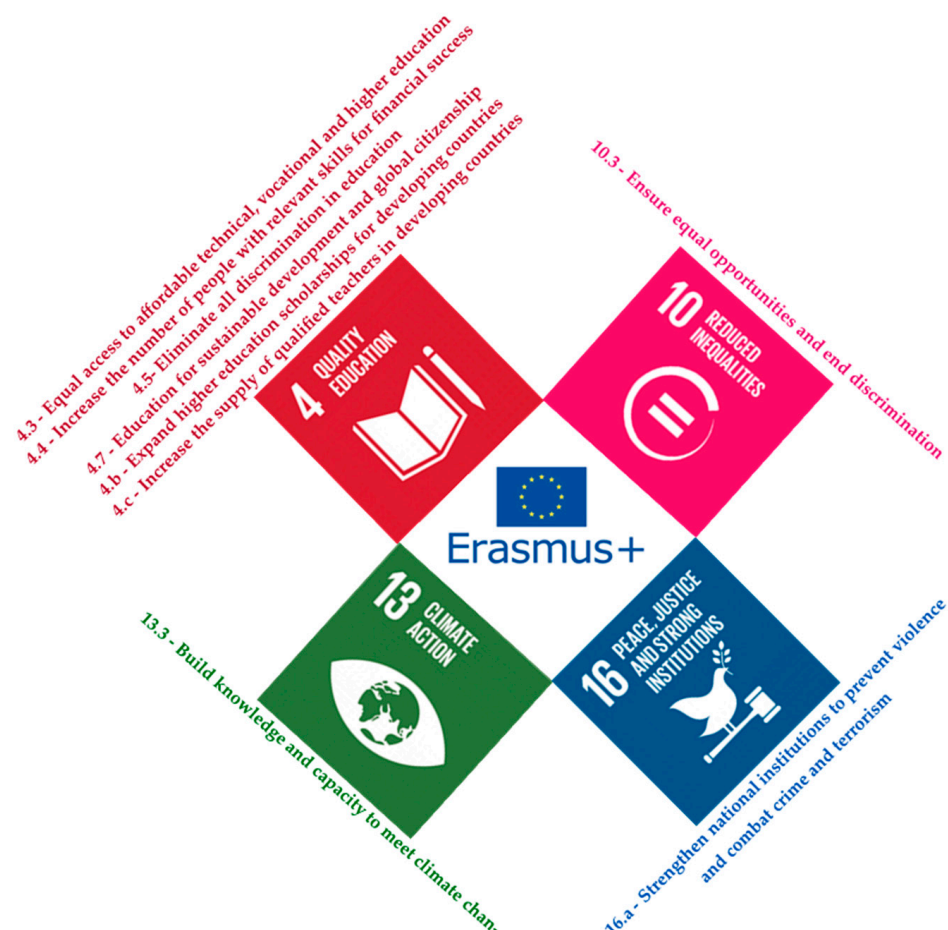 4.3 - Equal access to affordable technical, vocational and higher education
4.4 - Increase the number of people with relevant skills for financial success
4.5- Eliminate all discrimination in education
4.7 - Education for sustainable development and global citizenship
4.b - Expand higher education scholarships for developing countries
4.c - Increase the supply of qualified teachers in developing countries
4 QUALITY
EDUCATION
10.3 - Ensure equal opportunities and end discrimination
10 REDUCED
INEQUALITIES
Erasmus+
13 CLIMATE
ACTION
13.3 - Build knowledge and capacity to meet climate chan
16 PEACE, JUSTICE
AND STRONG
INSTITUTIONS
16.a - Strengthen national institutions to prevent violence
and combat crime and terrorism